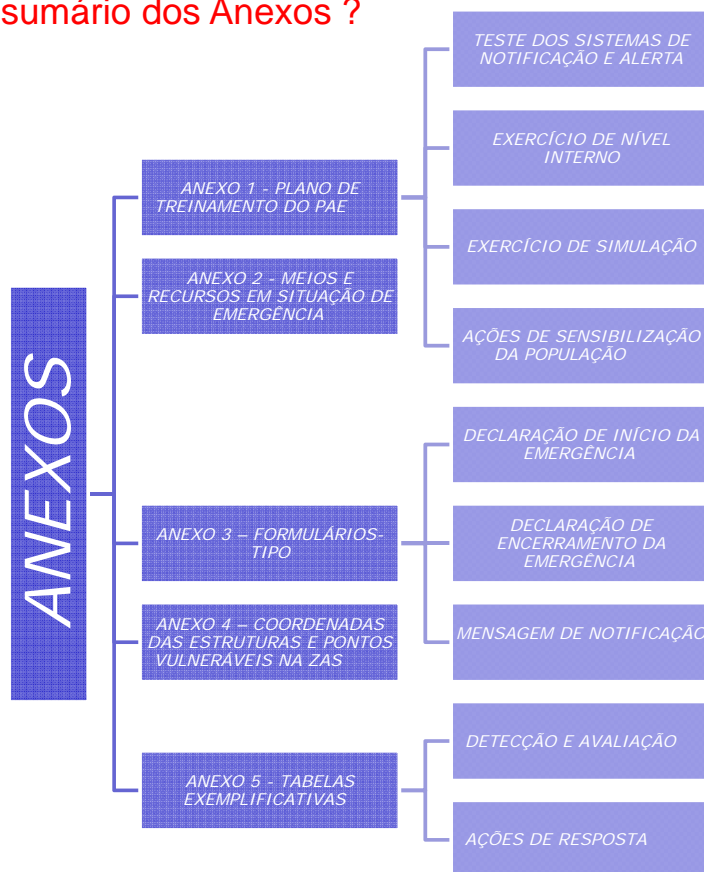 sumário dos Anexos ?
ANEXOS
ANEXO 1 - PLANO DE
TREINAMENTO DO PAE
TESTE DOS SISTEMAS DE
NOTIFICAÇÃO E ALERTA
EXERCÍCIO DE NÍVEL
INTERNO
EXERCÍCIO DE SIMULAÇÃO
AÇÕES DE SENSIBILIZAÇÃO
DA POPULAÇÃO
ANEXO 2 - MEIOS E
RECURSOS EM SITUAÇÃO DE
EMERGÊNCIA
ANEXO 3 – FORMULÁRIOS-
TIPO
DECLARAÇÃO DE INÍCIO DA
EMERGÊNCIA
DECLARAÇÃO DE
ENCERRAMENTO DA
EMERGÊNCIA
MENSAGEM DE NOTIFICAÇÃO
ANEXO 4 – COORDENADAS
DAS ESTRUTURAS E PONTOS
VULNERÁVEIS NA ZAS
ANEXO 5 - TABELAS
EXEMPLIFICATIVAS
DETECÇÃO E AVALIAÇÃO
AÇÕES DE RESPOSTA